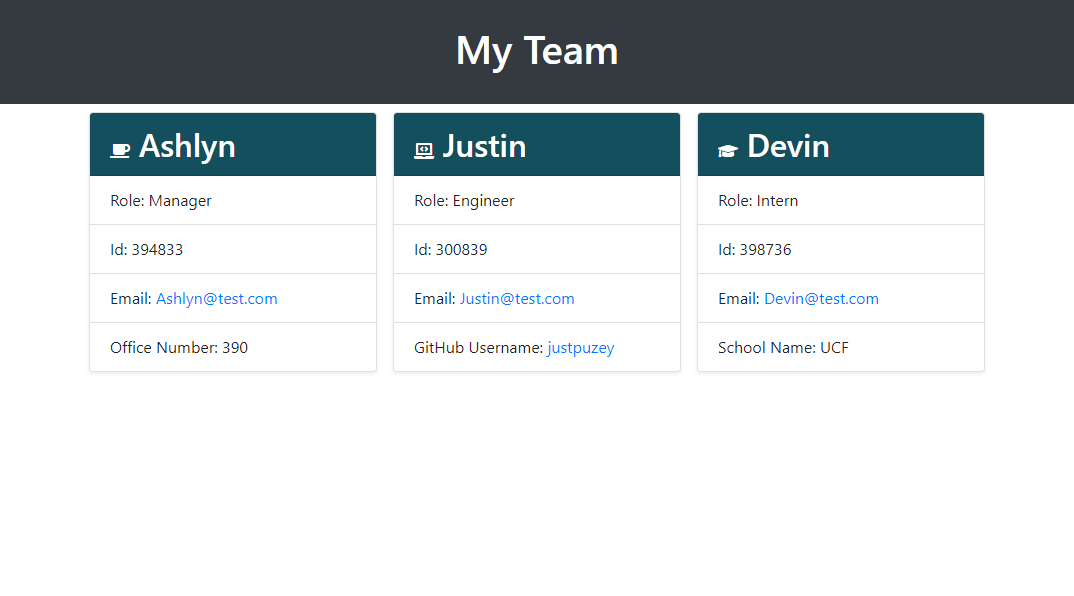 My Team
Ashlyn
Role: Manager
Id: 394833
Email: Ashlyn@test.com
Office Number: 390
Justin
Role: Engineer
Id: 300839
Email: Justin@test.com
GitHub Username: justpuzey
Devin
Role: Intern
Id: 398736
Email: Devin@test.com
School Name: UCF